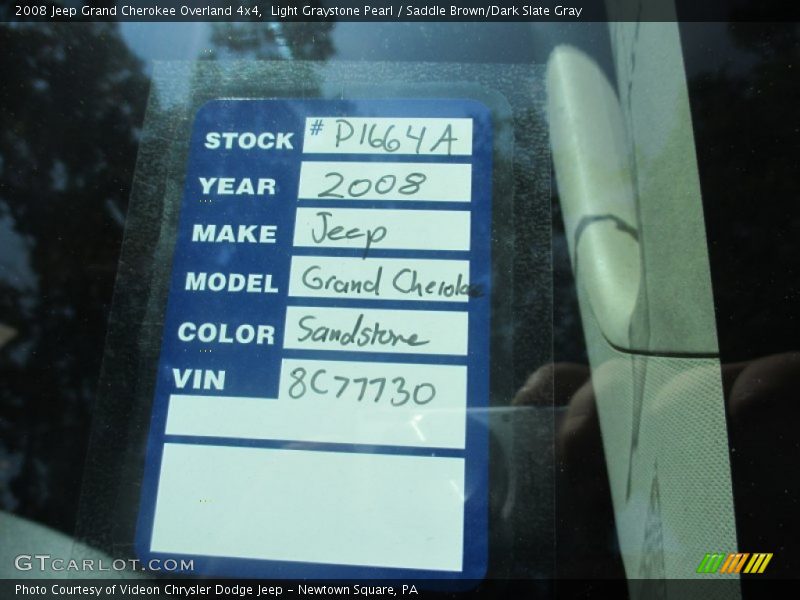 2008 Jeep Grand Cherokee Overland 4x4,  Light Graystone Pearl / Saddle Brown/Dark Slate Gray
STOCK # P1664A
YEAR 2008
MAKE Jeep
MODEL Grand Cherokee
COLOR Sandstone
VIN 8C77730
GTCARLOT.COM
Photo Courtesy of Videon Chrysler Dodge Jeep – Newtown Square, PA